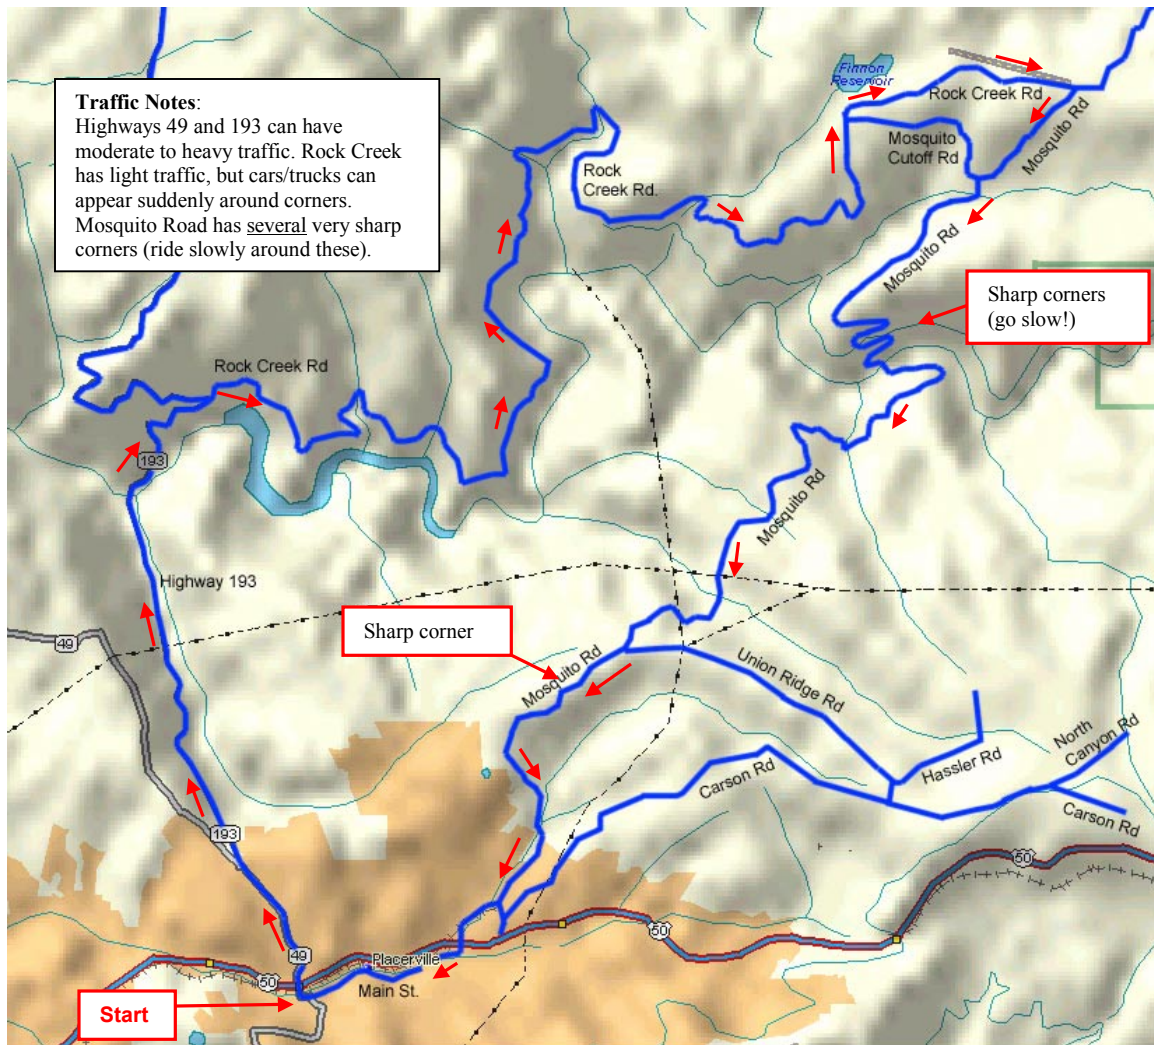 Traffic Notes:
Highways 49 and 193 can have
moderate to heavy traffic. Rock Creek
has light traffic, but cars/trucks can
appear suddenly around corners.
Mosquito Road has several very sharp
corners (ride slowly around these).
Finnon
Reservoir
Rock Creek Rd
Mosquito Rd
Mosquito
Cutoff Rd
Rock
Creek Rd.
Mosquito Rd
Sharp corners
(go slow!)
Rock Creek Rd
193
Mosquito Rd
Highway 193
49
Sharp corner
Mosquito Rd
Union Ridge Rd
Hassler Rd
North
Canyon Rd
Carson Rd
Carson Rd
193
50
50
49
Placerville
50
Main St.
Start